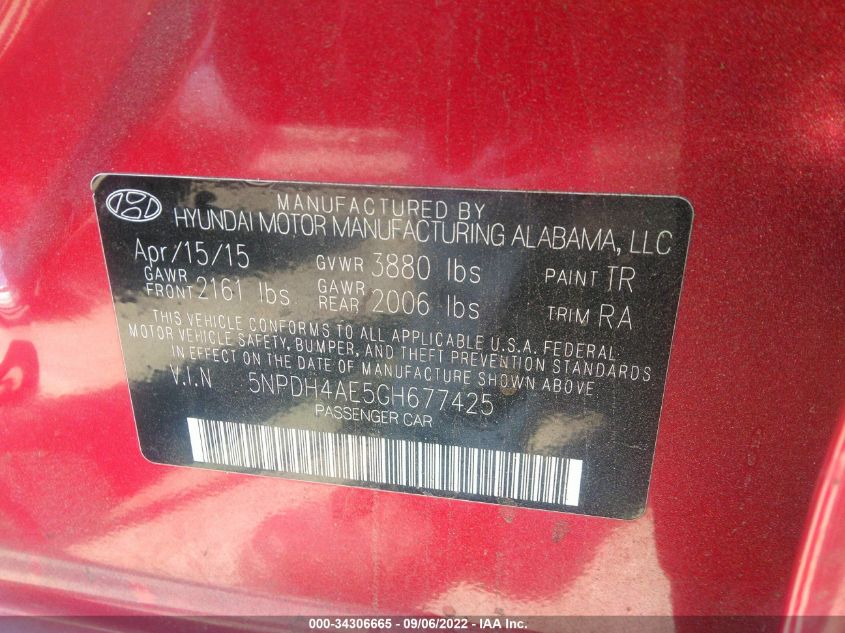 MANUFACTURED BY
HYUNDAI MOTOR MANUFACTURING ALABAMA, LLC
Apr/15/15 GVWR 3880 lbs PAINT TR
GAWR FRONT 2161 lbs GAWR REAR 2006 lbs TRIM RA
THIS VEHICLE CONFORMS TO ALL APPLICABLE U.S.A. FEDERAL
MOTOR VEHICLE SAFETY, BUMPER, AND THEFT PREVENTION STANDARDS
IN EFFECT ON THE DATE OF MANUFACTURE SHOWN ABOVE.
V.I.N 5NPDH4AE5GH677425
PASSENGER CAR
000-34306665 - 09/06/2022 - IAA Inc.